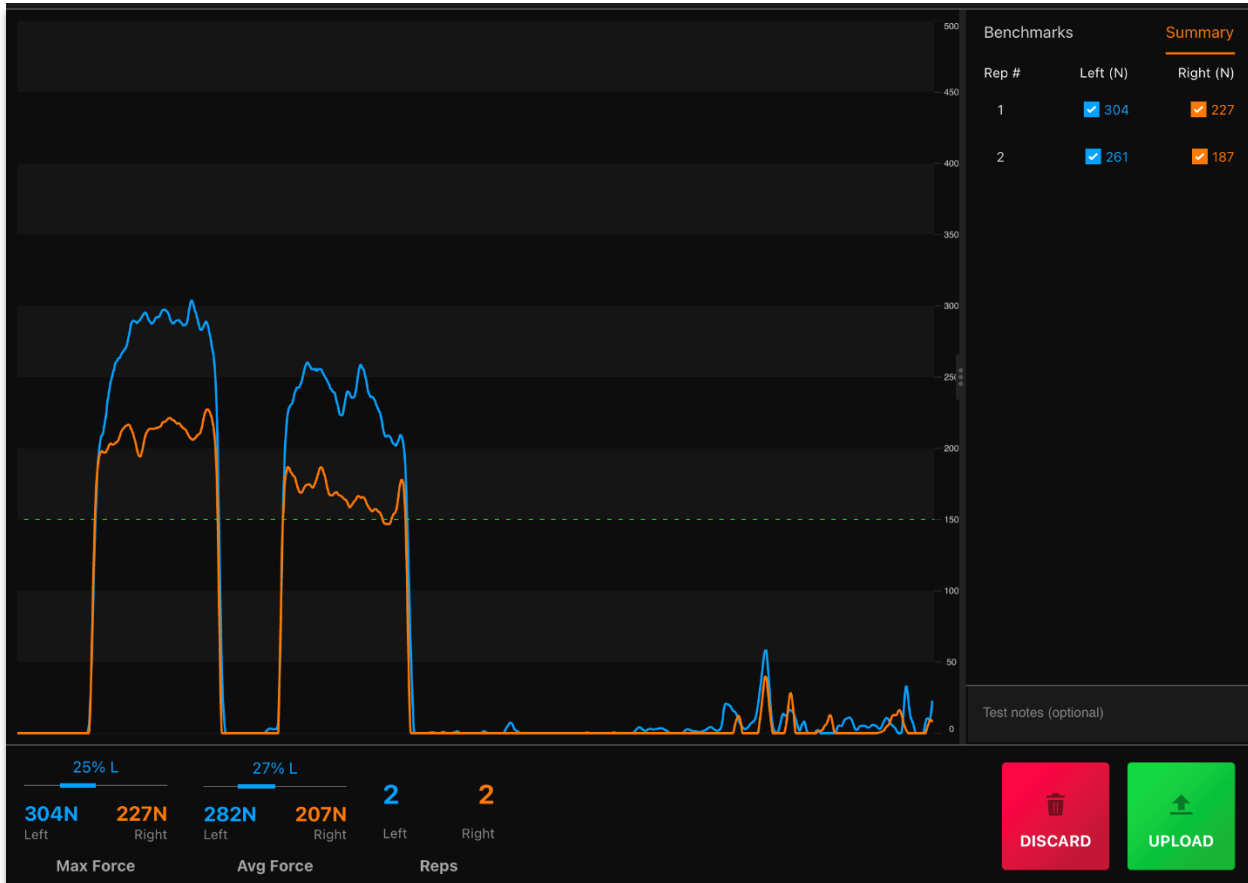 Benchmarks Summary
Rep # Left (N) Right (N)
1 304 227
2 261 187
500
450
400
350
300
250
200
150
100
50
0
Test notes (optional)
25% L 27% L
304N 227N 282N 207N 2 2
Left Right Left Right Left Right
Max Force Avg Force Reps
DISCARD UPLOAD